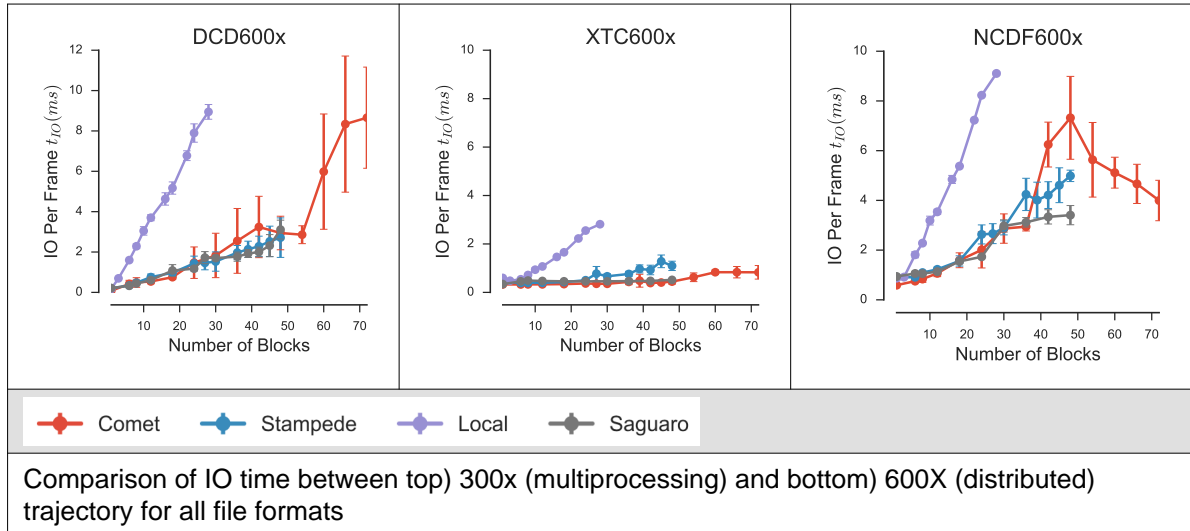 DCD600x
IO Per Frame t_IO(ms)
12
10
8
6
4
2
0
10 20 30 40 50 60 70
Number of Blocks
XTC600x
IO Per Frame t_IO(ms)
10
8
6
4
2
0
10 20 30 40 50 60 70
Number of Blocks
NCDF600x
IO Per Frame t_IO(ms)
10
8
6
4
2
0
10 20 30 40 50 60 70
Number of Blocks
Comet Stampede Local Saguaro
Comparison of IO time between top) 300x (multiprocessing) and bottom) 600X (distributed)
trajectory for all file formats